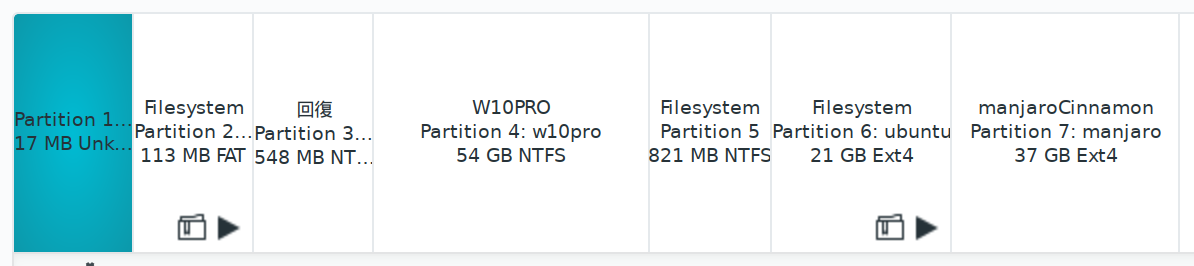 Partition 1...
17 MB Unk...
Filesystem
Partition 2...
113 MB FAT
回復
Partition 3...
548 MB NT...
W10PRO
Partition 4: w10pro
54 GB NTFS
Filesystem
Partition 5
821 MB NTFS
Filesystem
Partition 6: ubuntu
21 GB Ext4
manjaroCinnamon
Partition 7: manjaro
37 GB Ext4